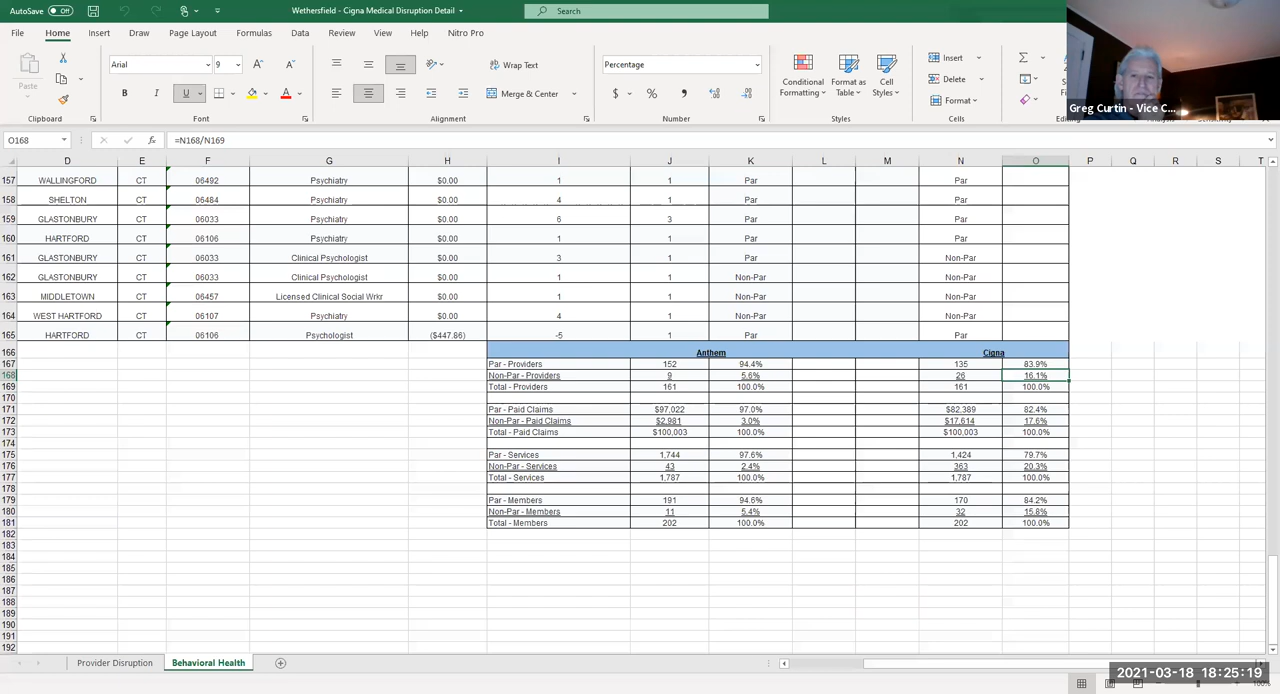 AutoSave Off Wethersfield - Cigna Medical Disruption Detail Search
File Home Insert Draw Page Layout Formulas Data Review View Help Nitro Pro
Paste Arial 9 Wrap Text Percentage Conditional Formatting Format as Table Cell Styles Insert
B U Merge & Center $ % Delete
Format
Greg Curtin - Vice C...
Clipboard Font Alignment Number Styles Cells
O168 fx =N168/N169
D E F G H I J K L M N O P Q R S T
157 WALLINGFORD CT 06492 Psychiatry $0.00 1 1 Par Par
158 SHELTON CT 06484 Psychiatry $0.00 4 1 Par Par
159 GLASTONBURY CT 06033 Psychiatry $0.00 6 3 Par Par
160 HARTFORD CT 06106 Psychiatry $0.00 1 1 Par Par
161 GLASTONBURY CT 06033 Clinical Psychologist $0.00 3 1 Par Non-Par
162 GLASTONBURY CT 06033 Clinical Psychologist $0.00 1 1 Non-Par Non-Par
163 MIDDLETOWN CT 06457 Licensed Clinical Social Wrkr $0.00 1 1 Non-Par Non-Par
164 WEST HARTFORD CT 06107 Psychiatry $0.00 4 1 Non-Par Non-Par
165 HARTFORD CT 06106 Psychologist ($447.86) -5 1 Par Par
166 Anthem Cigna
167 Par - Providers 152 94.4% 135 83.9%
168 Non-Par - Providers 9 5.6% 26 16.1%
169 Total - Providers 161 100.0% 161 100.0%
170
171 Par - Paid Claims $97,022 97.0% $82,389 82.4%
172 Non-Par - Paid Claims $2,981 3.0% $17,614 17.6%
173 Total - Paid Claims $100,003 100.0% $100,003 100.0%
174
175 Par - Services 1,744 97.6% 1,424 79.7%
176 Non-Par - Services 43 2.4% 363 20.3%
177 Total - Services 1,787 100.0% 1,787 100.0%
178
179 Par - Members 191 94.6% 170 84.2%
180 Non-Par - Members 11 5.4% 32 15.8%
181 Total - Members 202 100.0% 202 100.0%
182
183
184
185
186
187
188
189
190
191
192
Provider Disruption Behavioral Health
2021-03-18 18:25:19
100%